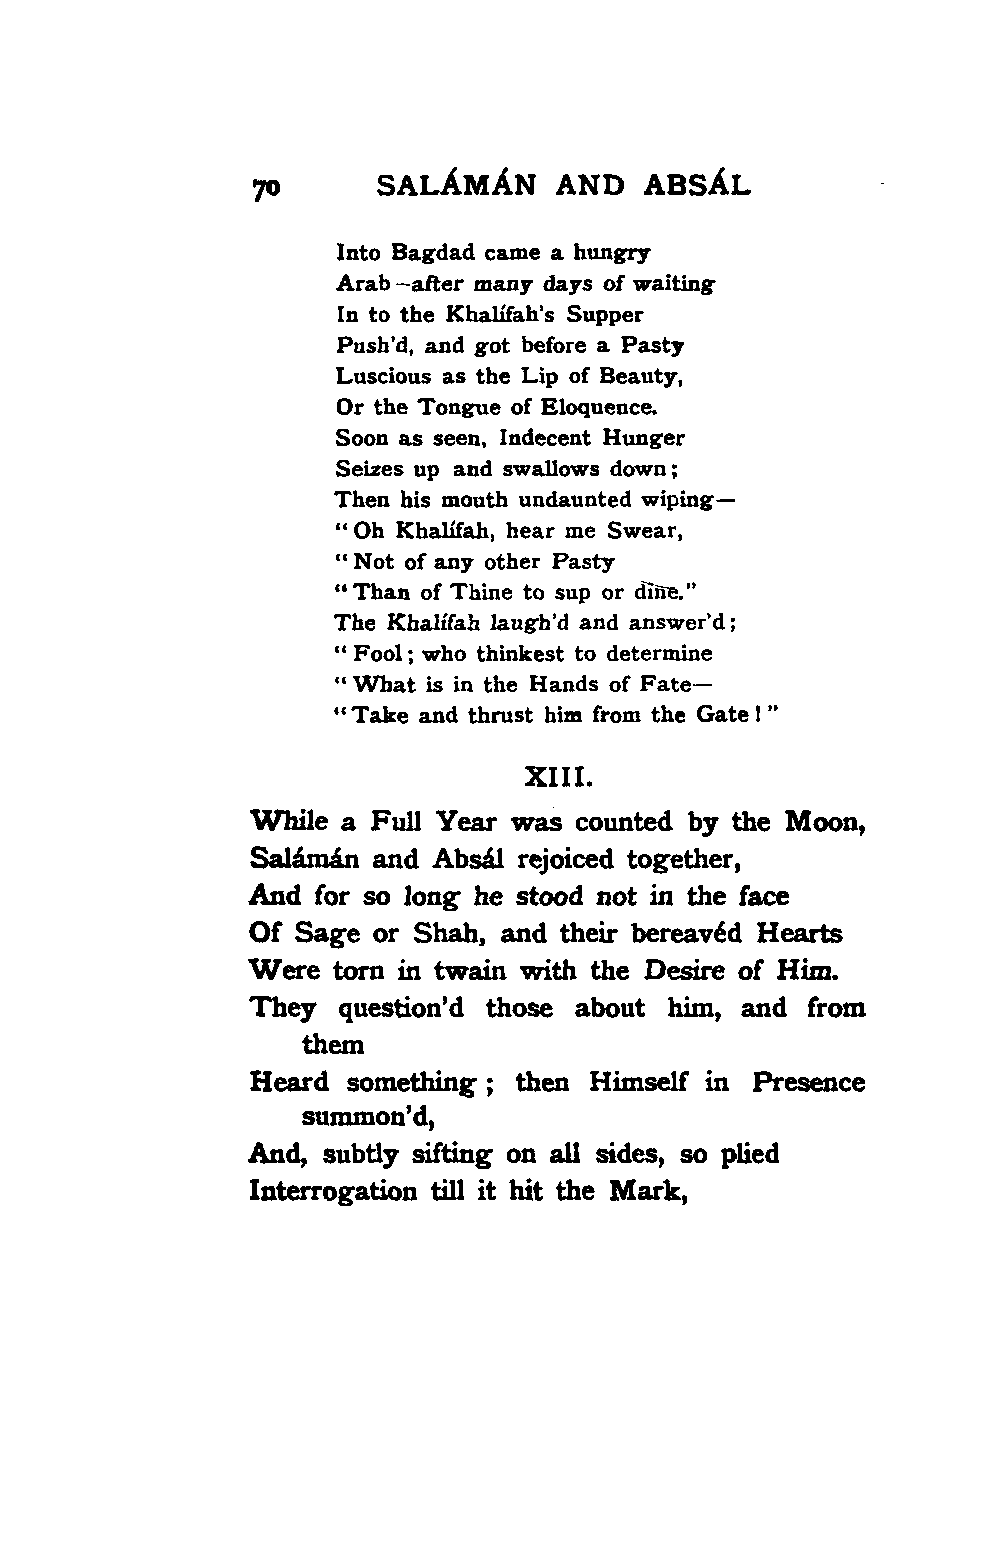 70 SALÁMÁN AND ABSÁL
Into Bagdad came a hungry
Arab—after many days of waiting
In to the Khalífah's Supper
Push'd, and got before a Pasty
Luscious as the Lip of Beauty,
Or the Tongue of Eloquence.
Soon as seen, Indecent Hunger
Seizes up and swallows down;
Then his mouth undaunted wiping—
"Oh Khalífah, hear me Swear,
"Not of any other Pasty
"Than of Thine to sup or dine."
The Khalífah laugh'd and answer'd;
"Fool; who thinkest to determine
"What is in the Hands of Fate—
"Take and thrust him from the Gate!"
XIII.
While a Full Year was counted by the Moon,
Salámán and Absál rejoiced together,
And for so long he stood not in the face
Of Sage or Shah, and their bereavéd Hearts
Were torn in twain with the Desire of Him.
They question'd those about him, and from
them
Heard something; then Himself in Presence
summon'd,
And, subtly sifting on all sides, so plied
Interrogation till it hit the Mark,